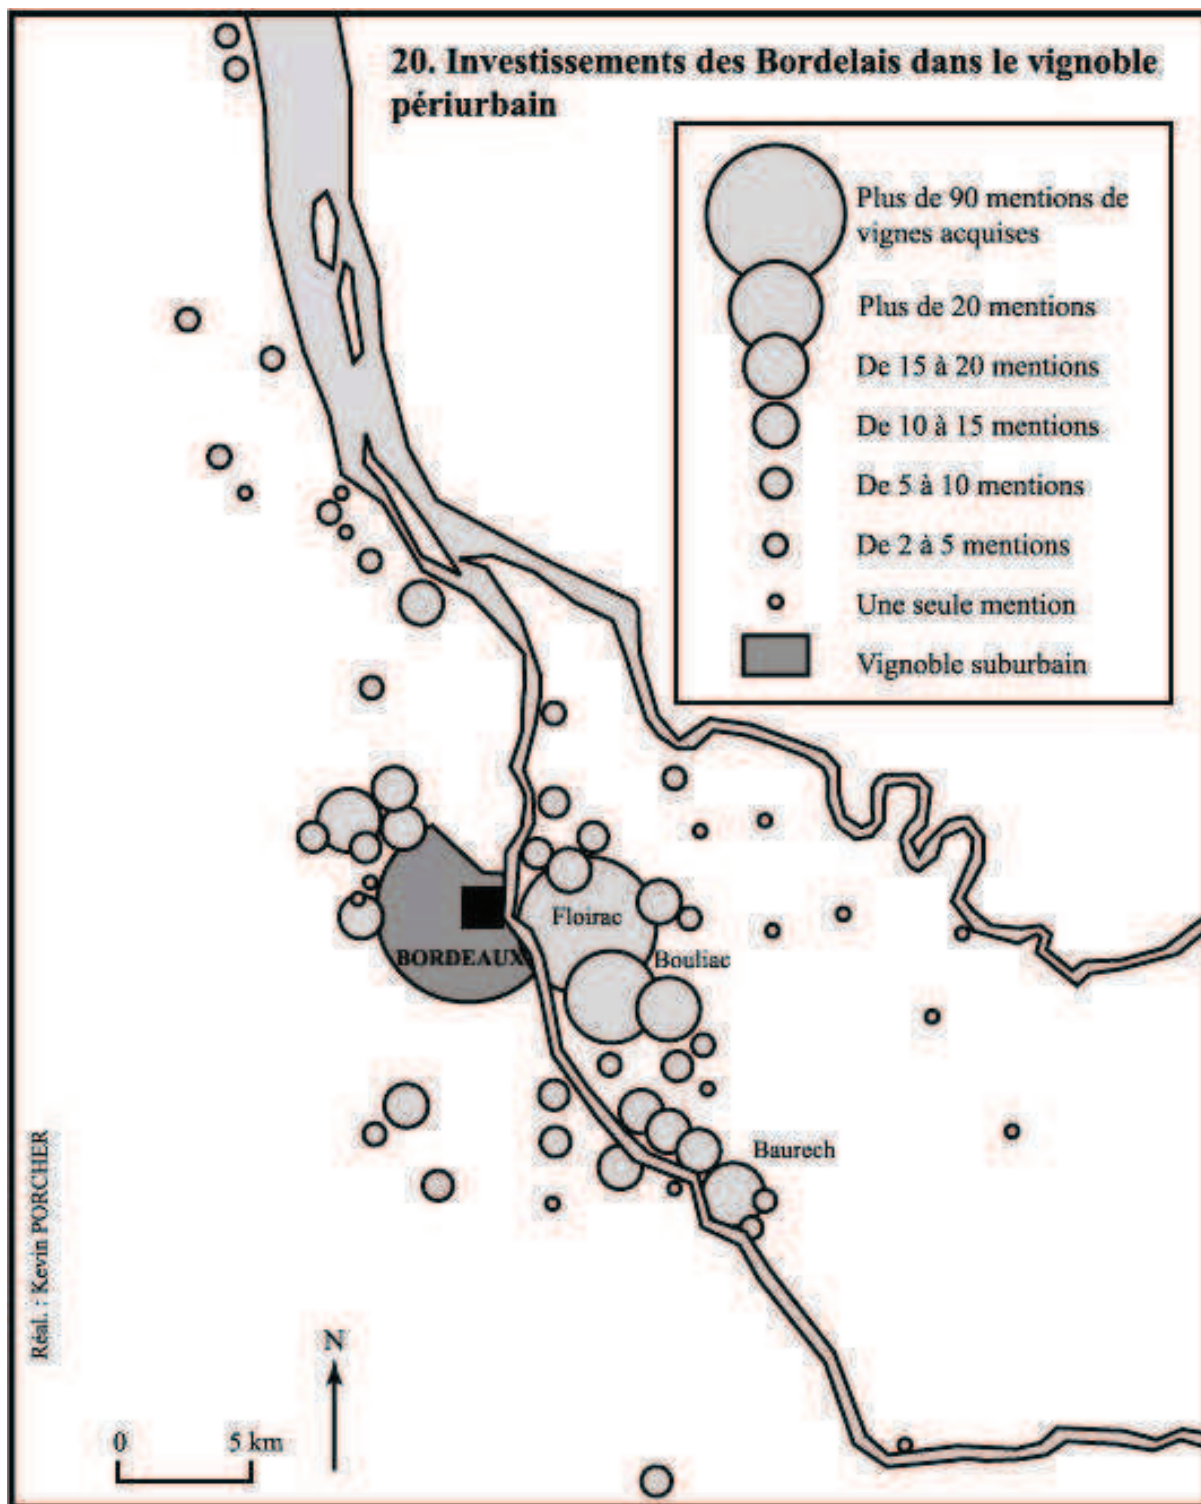 20. Investissements des Bordelais dans le vignoble
périurbain
Plus de 90 mentions de
vignes acquises
Plus de 20 mentions
De 15 à 20 mentions
De 10 à 15 mentions
De 5 à 10 mentions
De 2 à 5 mentions
Une seule mention
Vignoble suburbain
Floirac
BORDEAUX
Bouliac
Baurech
Réal. : Kevin PORCHER
N
0 5 km